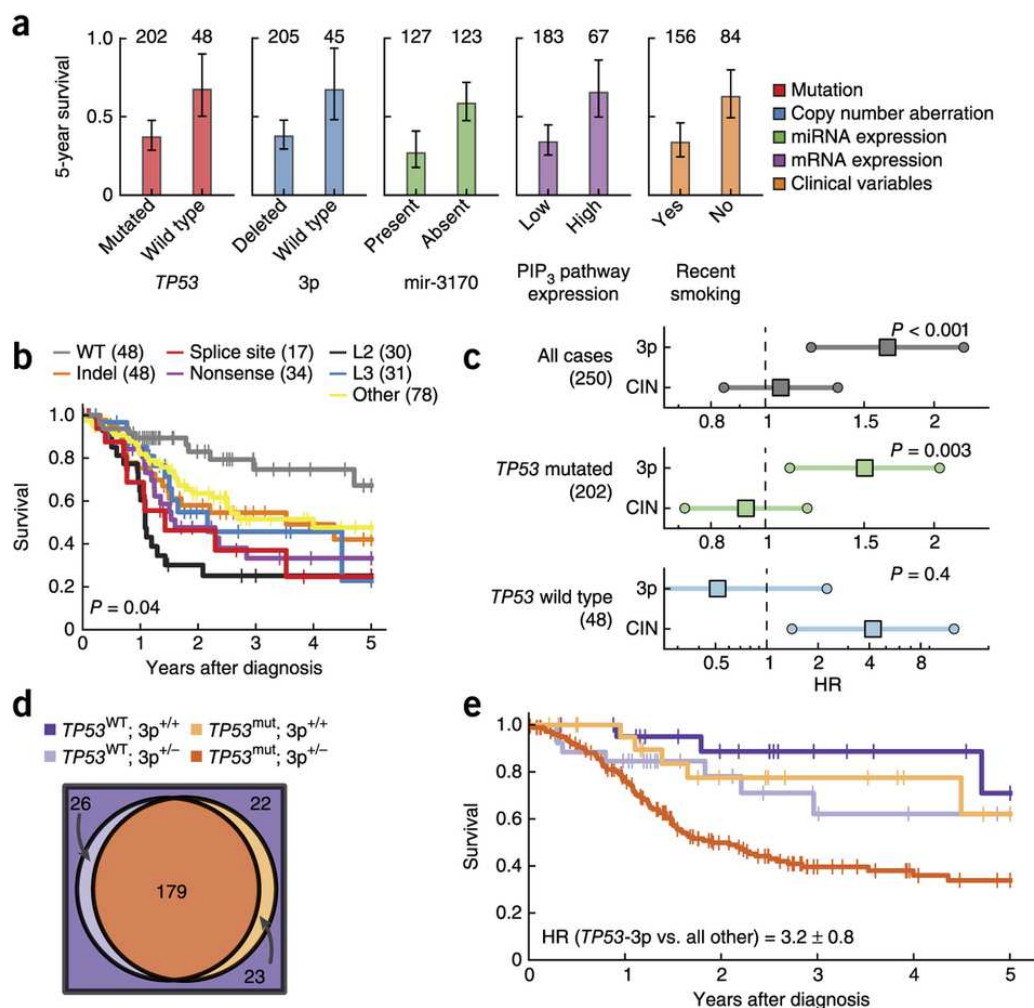 a
202 48 205 45 127 123 183 67 156 84
1.0
0.5
0
5-year survival
Mutated Wild type Deleted Wild type Present Absent Low High Yes No
TP53 3p mir-3170 PIP3 pathway expression Recent smoking
Mutation
Copy number aberration
miRNA expression
mRNA expression
Clinical variables
b
WT (48) Splice site (17) L2 (30)
Indel (48) Nonsense (34) L3 (31)
Other (78)
1.0
0.8
0.6
0.4
0.2
0
Survival
P = 0.04
0 1 2 3 4 5
Years after diagnosis
c
All cases
(250)
3p
CIN
P < 0.001
0.8 1 1.5 2
TP53 mutated
(202)
3p
CIN
P = 0.003
0.8 1 1.5 2
TP53 wild type
(48)
3p
CIN
P = 0.4
0.5 1 2 4 8
HR
d
TP53WT; 3p+/+ TP53mut; 3p+/+
TP53WT; 3p+/– TP53mut; 3p+/–
26 22
179
23
e
1.0
0.8
0.6
0.4
0.2
0
Survival
HR (TP53-3p vs. all other) = 3.2 ± 0.8
0 1 2 3 4 5
Years after diagnosis